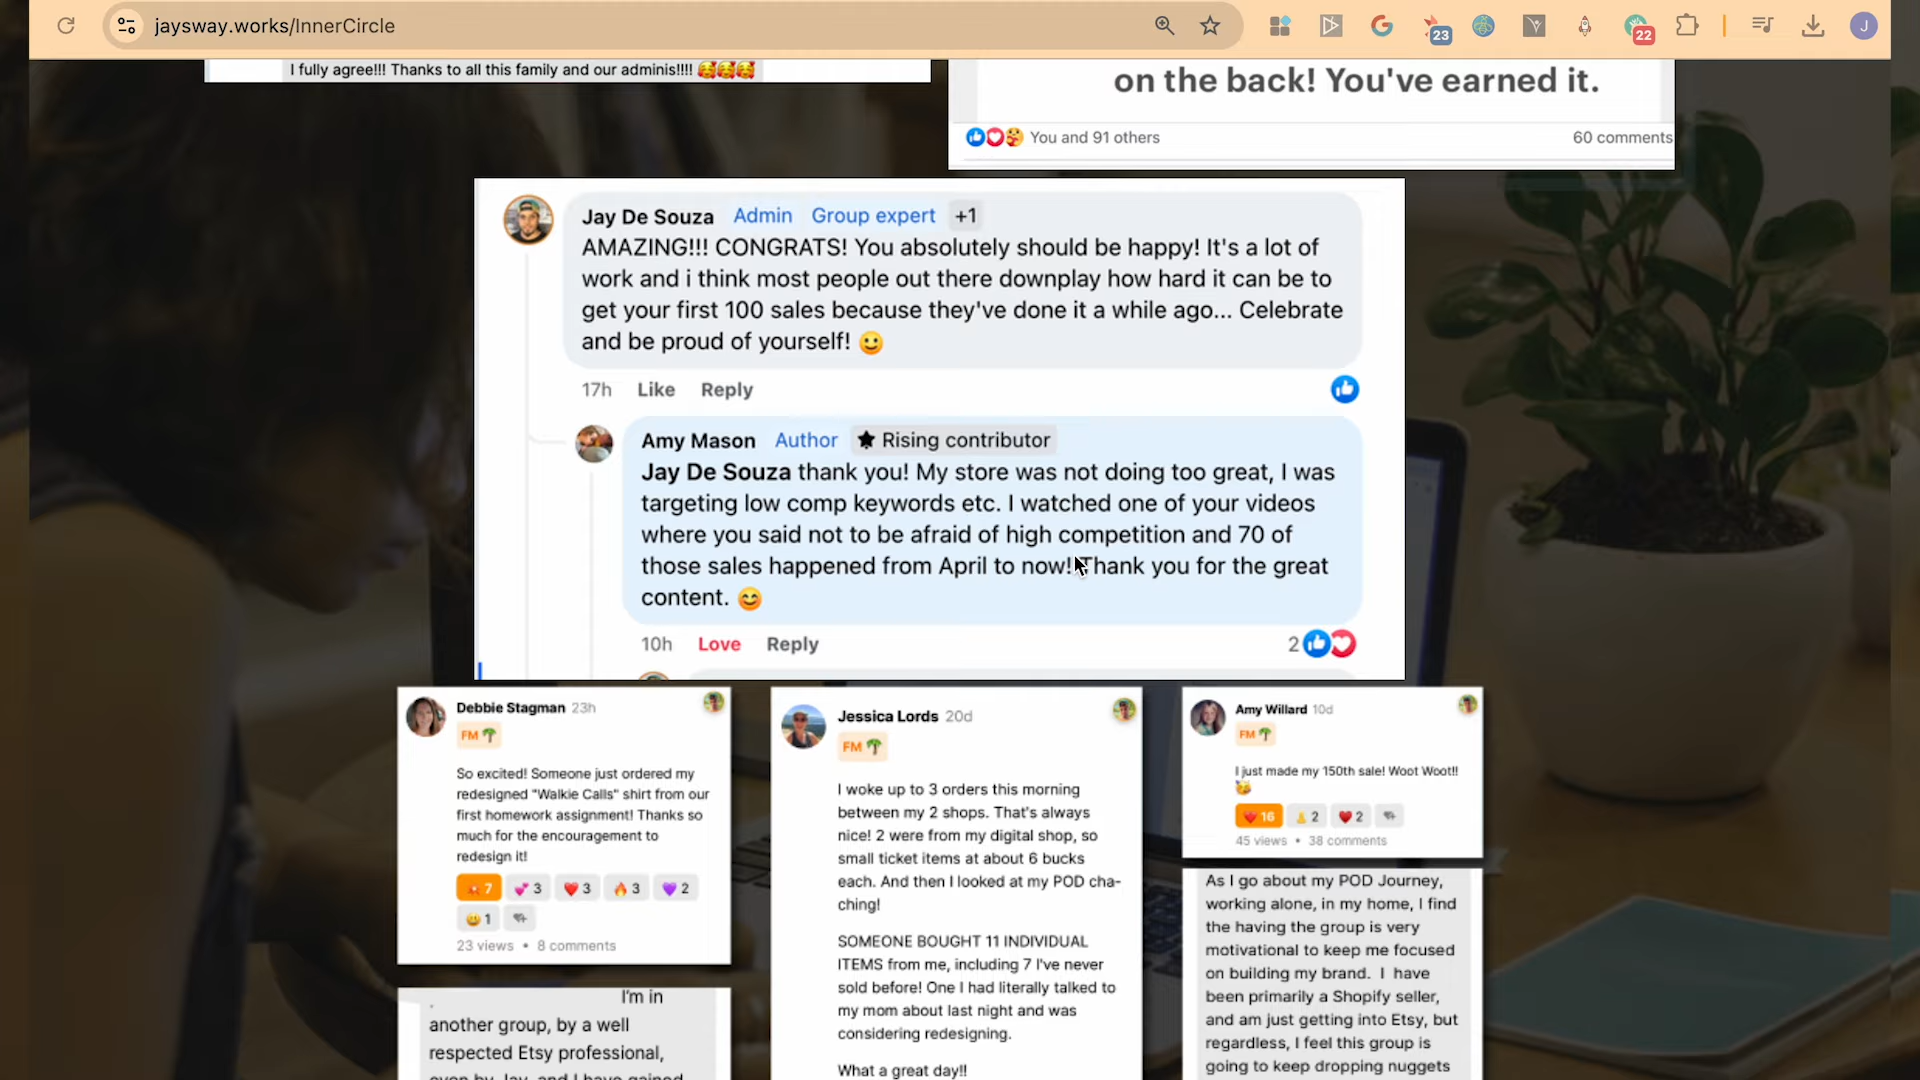 jaysway.works/InnerCircle
23
22
J
I fully agree!!! Thanks to all this family and our adminis!!!! 🥰🥰🥰
on the back! You've earned it.
You and 91 others
60 comments
Jay De Souza Admin Group expert +1
AMAZING!!! CONGRATS! You absolutely should be happy! It's a lot of
work and i think most people out there downplay how hard it can be to
get your first 100 sales because they've done it a while ago... Celebrate
and be proud of yourself! 😀
17h Like Reply
Amy Mason Author Rising contributor
Jay De Souza thank you! My store was not doing too great, I was
targeting low comp keywords etc. I watched one of your videos
where you said not to be afraid of high competition and 70 of
those sales happened from April to now! Thank you for the great
content. 😊
10h Love Reply
2
Debbie Stagman 23h
FM 🌴
So excited! Someone just ordered my
redesigned "Walkie Calls" shirt from our
first homework assignment! Thanks so
much for the encouragement to
redesign it!
7 3 3 3 2
1
23 views • 8 comments
I'm in
another group, by a well
respected Etsy professional,
even by Jay, and I have gained
Jessica Lords 20d
FM 🌴
I woke up to 3 orders this morning
between my 2 shops. That's always
nice! 2 were from my digital shop, so
small ticket items at about 6 bucks
each. And then I looked at my POD cha-
ching!
SOMEONE BOUGHT 11 INDIVIDUAL
ITEMS from me, including 7 I've never
sold before! One I had literally talked to
my mom about last night and was
considering redesigning.
What a great day!!
Amy Willard 10d
FM 🌴
I just made my 150th sale! Woot Woot!!
🥳
16 2 2
45 views • 38 comments
As I go about my POD Journey,
working alone, in my home, I find
the having the group is very
motivational to keep me focused
on building my brand. I have
been primarily a Shopify seller,
and am just getting into Etsy, but
regardless, I feel this group is
going to keep dropping nuggets